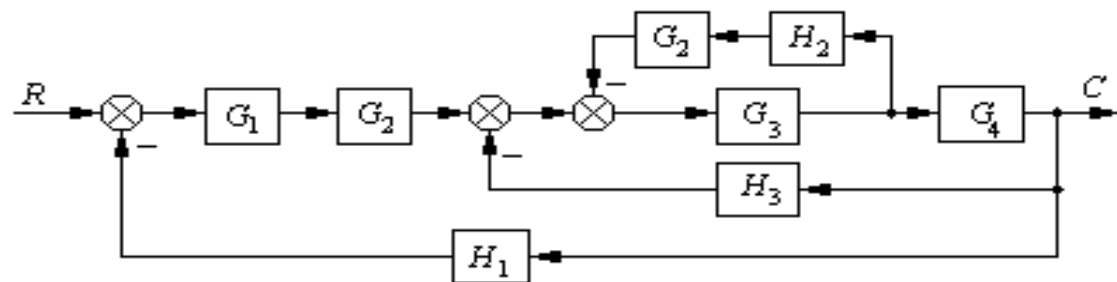 G₂ H₂
R G₁ G₂ G₃ G₄ C
− − −
H₃
H₁